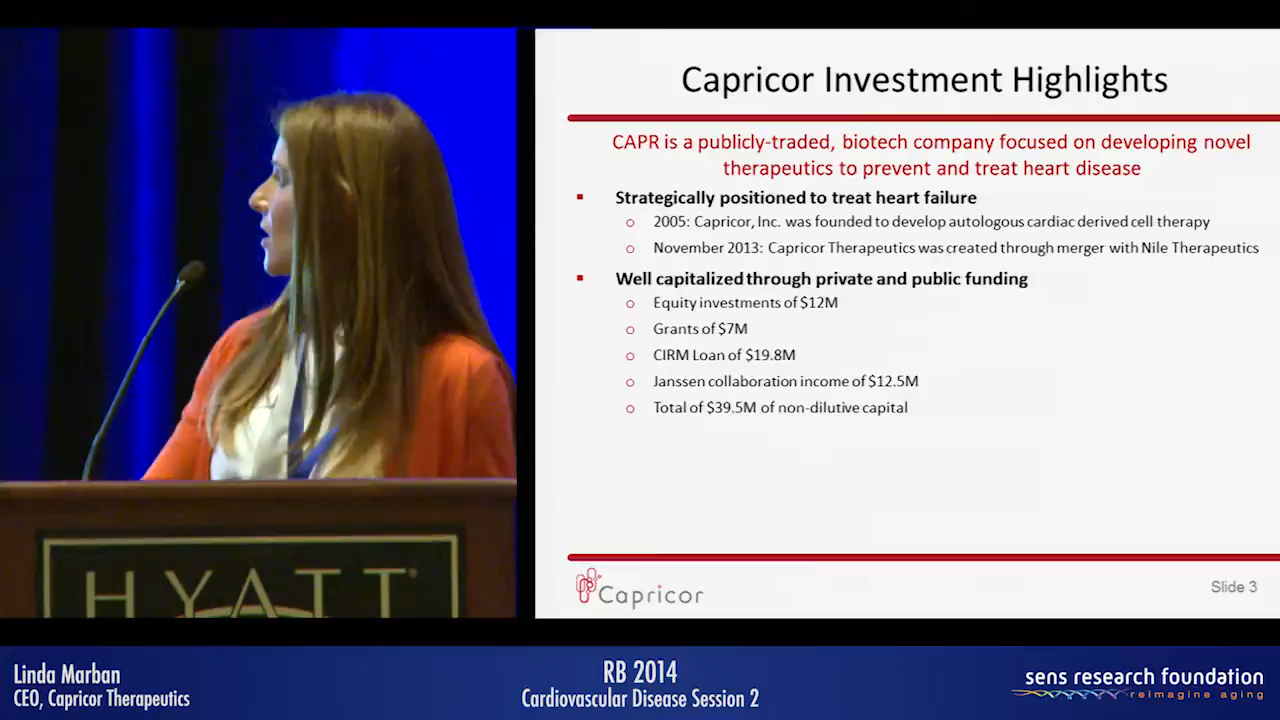 Capricor Investment Highlights
CAPR is a publicly-traded, biotech company focused on developing novel
therapeutics to prevent and treat heart disease
Strategically positioned to treat heart failure
2005: Capricor, Inc. was founded to develop autologous cardiac derived cell therapy
November 2013: Capricor Therapeutics was created through merger with Nile Therapeutics
Well capitalized through private and public funding
Equity investments of $12M
Grants of $7M
CIRM Loan of $19.8M
Janssen collaboration income of $12.5M
Total of $39.5M of non-dilutive capital
Capricor
Slide 3
HYATT®
Linda Marban
CEO, Capricor Therapeutics
RB 2014
Cardiovascular Disease Session 2
sens research foundation
reimagine aging